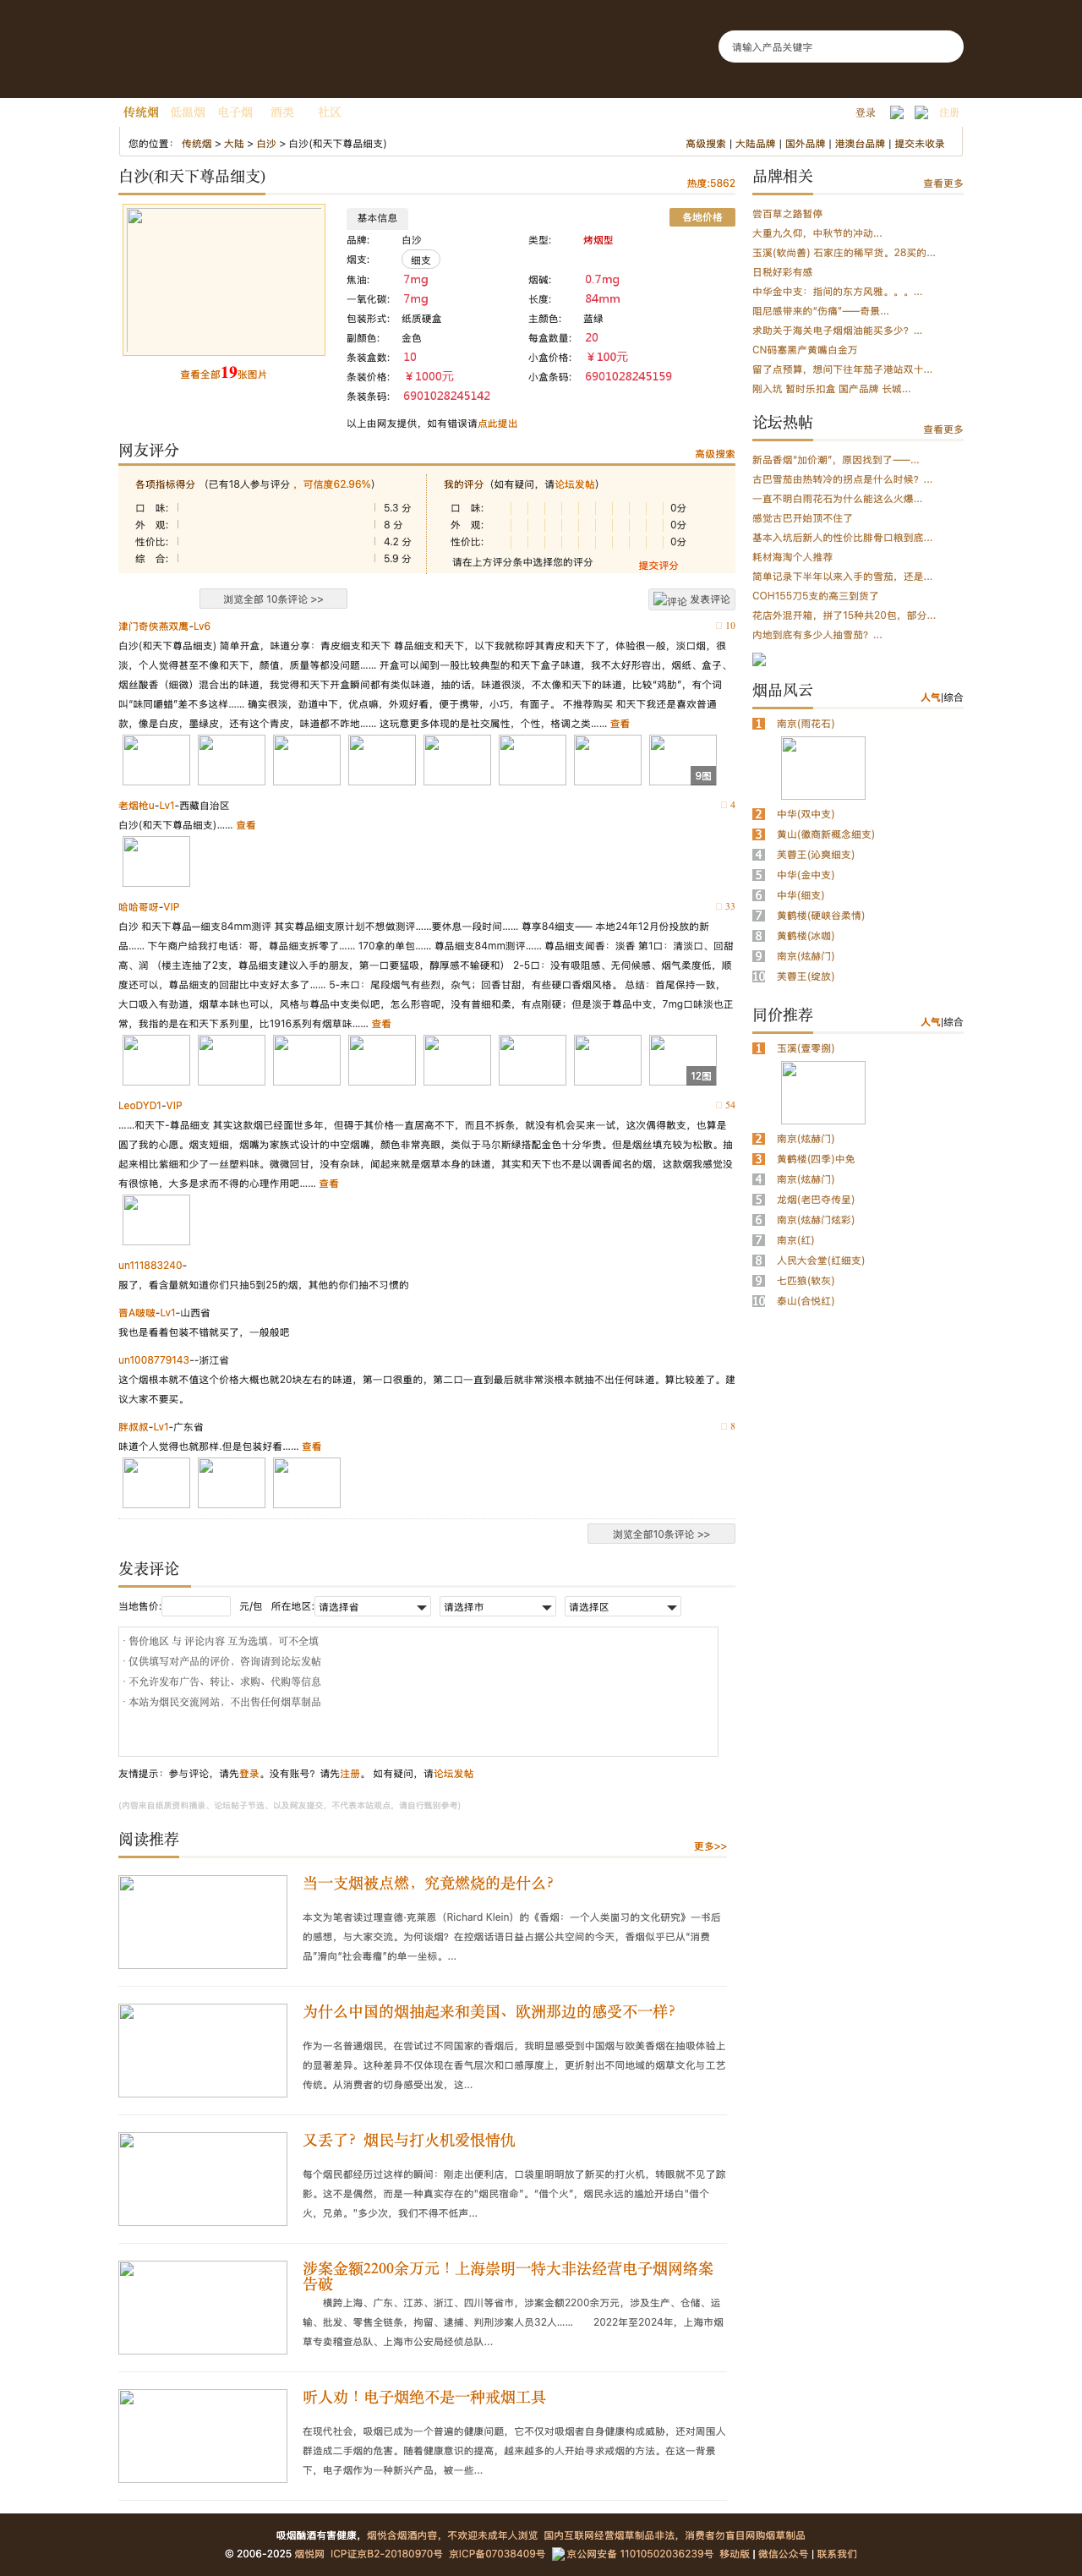 请输入产品关键字
传统烟 低温烟 电子烟 酒类 社区 登录 注册
您的位置： 传统烟 > 大陆 > 白沙 > 白沙(和天下尊品细支) 高级搜索 | 大陆品牌 | 国外品牌 | 港澳台品牌 | 提交未收录
白沙(和天下尊品细支) 热度:5862
查看全部19张图片
基本信息 各地价格
品牌: 白沙 类型: 烤烟型
烟支: 细支
焦油: 7mg 烟碱: 0.7mg
一氧化碳: 7mg 长度: 84mm
包装形式: 纸质硬盒 主颜色: 蓝绿
副颜色: 金色 每盒数量: 20
条装盒数: 10 小盒价格: ￥100元
条装价格: ￥1000元 小盒条码: 6901028245159
条装条码: 6901028245142
以上由网友提供，如有错误请点此提出
网友评分 高级搜索
各项指标得分 （已有18人参与评分 ，可信度62.96%）
口 味: 5.3 分
外 观: 8 分
性价比: 4.2 分
综 合: 5.9 分
我的评分（如有疑问，请论坛发帖）
口 味: 0分
外 观: 0分
性价比: 0分
请在上方评分条中选择您的评分 提交评分
浏览全部 10条评论 >> 评论 发表评论
津门奇侠燕双鹰-Lv6 10
白沙(和天下尊品细支) 简单开盒，味道分享：青皮细支和天下 尊品细支和天下，以下我就称呼其青皮和天下了，体验很一般，淡口烟，很
淡，个人觉得甚至不像和天下，颜值，质量等都没问题…… 开盒可以闻到一股比较典型的和天下盒子味道，我不太好形容出，烟纸、盒子、
烟丝酸香（细微）混合出的味道，我觉得和天下开盒瞬间都有类似味道，抽的话，味道很淡，不太像和天下的味道，比较“鸡肋”，有个词
叫“味同嚼蜡”差不多这样…… 确实很淡，劲道中下，优点嘛，外观好看，便于携带，小巧，有面子。 不推荐购买 和天下我还是喜欢普通
款，像是白皮，墨绿皮，还有这个青皮，味道都不咋地…… 这玩意更多体现的是社交属性，个性，格调之类…… 查看
9图
老烟枪u-Lv1-西藏自治区 4
白沙(和天下尊品细支)…… 查看
哈哈哥呀-VIP 33
白沙 和天下尊品—细支84mm测评 其实尊品细支原计划不想做测评……要休息一段时间…… 尊享84细支—— 本地24年12月份投放的新
品…… 下午商户给我打电话：哥，尊品细支拆零了…… 170拿的单包…… 尊品细支84mm测评…… 尊品细支闻香：淡香 第1口：清淡口、回甜
高、润 （楼主连抽了2支，尊品细支建议入手的朋友，第一口要猛吸，醇厚感不输硬和） 2-5口：没有吸阻感、无伺候感、烟气柔度低，顺
度还可以，尊品细支的回甜比中支好太多了…… 5-末口：尾段烟气有些烈，杂气；回香甘甜，有些硬口香烟风格。 总结：首尾保持一致，
大口吸入有劲道，烟草本味也可以，风格与尊品中支类似吧，怎么形容呢，没有普细和柔，有点刚硬；但是淡于尊品中支，7mg口味淡也正
常，我指的是在和天下系列里，比1916系列有烟草味…… 查看
12图
LeoDYD1-VIP 54
……和天下-尊品细支 其实这款烟已经面世多年，但碍于其价格一直居高不下，而且不拆条，就没有机会买来一试，这次偶得散支，也算是
圆了我的心愿。烟支短细，烟嘴为家族式设计的中空烟嘴，颜色非常亮眼，类似于马尔斯绿搭配金色十分华贵。但是烟丝填充较为松散。抽
起来相比紫细和少了一丝塑料味。微微回甘，没有杂味，闻起来就是烟草本身的味道，其实和天下也不是以调香闻名的烟，这款烟我感觉没
有很惊艳，大多是求而不得的心理作用吧…… 查看
un111883240-
服了，看含量就知道你们只抽5到25的烟，其他的你们抽不习惯的
晋A啵啵-Lv1-山西省
我也是看着包装不错就买了，一般般吧
un1008779143--浙江省
这个烟根本就不值这个价格大概也就20块左右的味道，第一口很重的，第二口一直到最后就非常淡根本就抽不出任何味道。算比较差了。建
议大家不要买。
胖叔叔-Lv1-广东省 8
味道个人觉得也就那样.但是包装好看…… 查看
浏览全部10条评论 >>
发表评论
当地售价: 元/包 所在地区: 请选择省 请选择市 请选择区
· 售价地区 与 评论内容 互为选填，可不全填
· 仅供填写对产品的评价，咨询请到论坛发帖
· 不允许发布广告、转让、求购、代购等信息
· 本站为烟民交流网站，不出售任何烟草制品
友情提示：参与评论，请先登录。没有账号？请先注册。 如有疑问，请论坛发帖
(内容来自纸质资料摘录、论坛帖子节选、以及网友提交，不代表本站观点，请自行甄别参考)
阅读推荐 更多>>
当一支烟被点燃，究竟燃烧的是什么？
本文为笔者读过理查德·克莱恩（Richard Klein）的《香烟：一个人类崮习的文化研究》一书后
的感想，与大家交流。为何谈烟？在控烟话语日益占据公共空间的今天，香烟似乎已从“消费
品”滑向“社会毒瘤”的单一坐标。...
为什么中国的烟抽起来和美国、欧洲那边的感受不一样？
作为一名普通烟民，在尝试过不同国家的香烟后，我明显感受到中国烟与欧美香烟在抽吸体验上
的显著差异。这种差异不仅体现在香气层次和口感厚度上，更折射出不同地域的烟草文化与工艺
传统。从消费者的切身感受出发，这...
又丢了？烟民与打火机爱恨情仇
每个烟民都经历过这样的瞬间：刚走出便利店，口袋里明明放了新买的打火机，转眼就不见了踪
影。这不是偶然，而是一种真实存在的"烟民宿命"。“借个火”，烟民永远的尴尬开场白"借个
火，兄弟。"多少次，我们不得不低声...
涉案金额2200余万元！上海崇明一特大非法经营电子烟网络案
告破
横跨上海、广东、江苏、浙江、四川等省市，涉案金额2200余万元，涉及生产、仓储、运
输、批发、零售全链条，拘留、逮捕、判刑涉案人员32人…… 2022年至2024年，上海市烟
草专卖稽查总队、上海市公安局经侦总队...
听人劝！电子烟绝不是一种戒烟工具
在现代社会，吸烟已成为一个普遍的健康问题，它不仅对吸烟者自身健康构成威胁，还对周围人
群造成二手烟的危害。随着健康意识的提高，越来越多的人开始寻求戒烟的方法。在这一背景
下，电子烟作为一种新兴产品，被一些...
品牌相关 查看更多
尝百草之路暂停
大重九久仰，中秋节的冲动...
玉溪(软尚善) 石家庄的稀罕货。28买的...
日税好彩有感
中华金中支：指间的东方风雅。。。...
阻尼感带来的“伤痛”——奇景...
求助关于海关电子烟烟油能买多少？...
CN码塞黑产黄嘴白金万
留了点预算，想问下往年茄子港站双十...
刚入坑 暂时乐扣盒 国产品牌 长城...
论坛热帖 查看更多
新品香烟“加价潮”，原因找到了——...
古巴雪茄由热转冷的拐点是什么时候？...
一直不明白雨花石为什么能这么火爆...
感觉古巴开始顶不住了
基本入坑后新人的性价比腓骨口粮到底...
耗材海淘个人推荐
简单记录下半年以来入手的雪茄，还是...
COH155刀5支的高三到货了
花店外混开箱，拼了15种共20包，部分...
内地到底有多少人抽雪茄？...
烟品风云 人气|综合
1 南京(雨花石)
2 中华(双中支)
3 黄山(徽商新概念细支)
4 芙蓉王(沁爽细支)
5 中华(金中支)
6 中华(细支)
7 黄鹤楼(硬峡谷柔情)
8 黄鹤楼(冰咖)
9 南京(炫赫门)
10 芙蓉王(绽放)
同价推荐 人气|综合
1 玉溪(壹零捌)
2 南京(炫赫门)
3 黄鹤楼(四季)中免
4 南京(炫赫门)
5 龙烟(老巴夺传呈)
6 南京(炫赫门炫彩)
7 南京(红)
8 人民大会堂(红细支)
9 七匹狼(软灰)
10 泰山(合悦红)
吸烟酗酒有害健康，烟悦含烟酒内容，不欢迎未成年人浏览 国内互联网经营烟草制品非法，消费者勿盲目网购烟草制品
© 2006-2025 烟悦网 ICP证京B2-20180970号 京ICP备07038409号 京公网安备 11010502036239号 移动版 | 微信公众号 | 联系我们